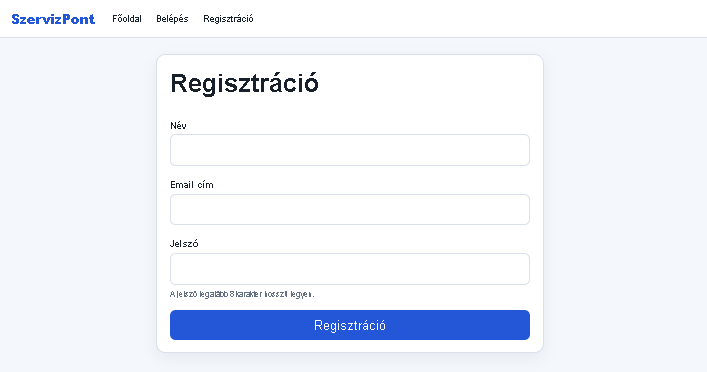 SzervizPont Főoldal Belépés Regisztráció
Regisztráció
Név
Email cím
Jelszó
A jelszó legalább 8 karakter hosszú legyen.
Regisztráció